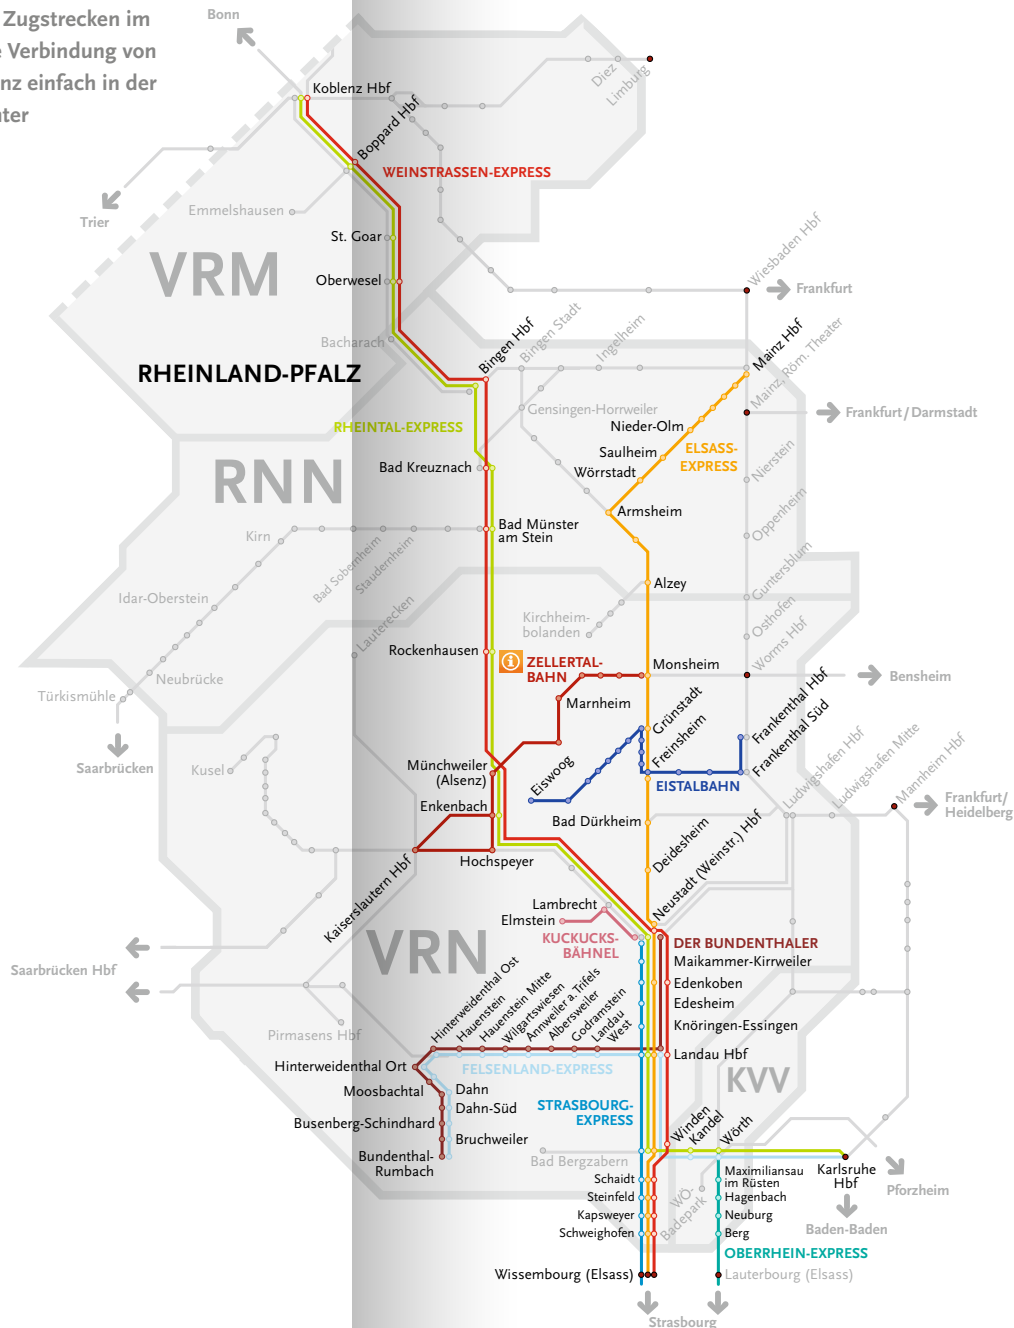 Zugstrecken im
Verbindung von
nz einfach in der
nter
Bonn
Diez
Limburg
Koblenz Hbf
Boppard Hbf
WEINSTRASSEN-EXPRESS
Trier
Emmelshausen
VRM
St. Goar
Oberwesel
Wiesbaden Hbf
Frankfurt
Bacharach
Bingen Hbf
Bingen Stadt
Ingelheim
Mainz Hbf
Mainz, Röm. Theater
RHEINLAND-PFALZ
Gensingen-Horrweiler
Frankfurt/Darmstadt
Nieder-Olm
RHEINTAL-EXPRESS
ELSASS-
EXPRESS
Saulheim
Wörrstadt
Nierstein
RNN
Bad Kreuznach
Armsheim
Oppenheim
Kirn
Bad Münster
am Stein
Bad Sobernheim
Staudernheim
Idar-Oberstein
Alzey
Guntersblum
Lauterecken
Kirchheim-
bolanden
Osthofen
Worms Hbf
Rockenhausen
ZELLERTAL-
BAHN
Monsheim
Bensheim
Neubrücke
Türkismühle
Marnheim
Grünstadt
Freinsheim
Frankenthal Hbf
Frankenthal Süd
Saarbrücken
Kusel
Münchweiler
(Alsenz)
Eiswoog
EISTALBAHN
Ludwigshafen Hbf
Ludwigshafen Mitte
Mannheim Hbf
Frankfurt/
Heidelberg
Enkenbach
Bad Dürkheim
Hochspeyer
Deidesheim
Kaiserslautern Hbf
Neustadt (Weinstr.) Hbf
Lambrecht
Elmstein
KUCKUCKS-
BÄHNEL
VRN
DER BUNDENTHALER
Maikammer-Kirrweiler
Saarbrücken Hbf
Edenkoben
Edesheim
Knöringen-Essingen
Pirmasens Hbf
Hinterweidenthal Ost
Hauenstein
Hauenstein Mitte
Wilgartswiesen
Annweiler a. Trifels
Albersweiler
Godramstein
Landau
West
Landau Hbf
Hinterweidenthal Ort
FELSENLAND-EXPRESS
KVV
Moosbachtal
Dahn
Dahn-Süd
STRASBOURG-
EXPRESS
Busenberg-Schindhard
Bruchweiler
Winden
Kandel
Wörth
Bundenthal-
Rumbach
Bad Bergzabern
Schaidt
Steinfeld
Kapsweyer
Schweighofen
WÖ-
Badepark
Maximiliansau
im Rüsten
Hagenbach
Neuburg
Berg
Karlsruhe
Hbf
Pforzheim
Baden-Baden
OBERRHEIN-EXPRESS
Wissembourg (Elsass)
Lauterbourg (Elsass)
Strasbourg